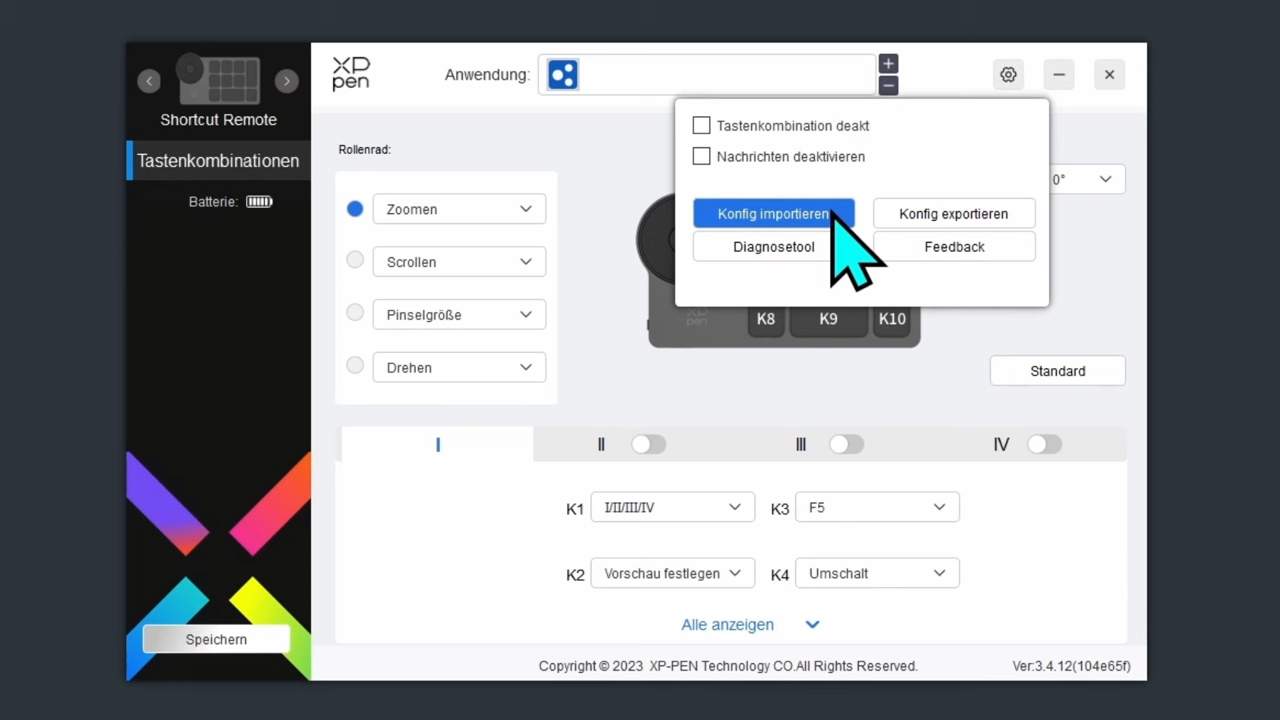 Shortcut Remote
Tastenkombinationen
Batterie:
Speichern
XP
pen
Anwendung:
Tastenkombination deakt
Nachrichten deaktivieren
Konfig importieren
Konfig exportieren
Diagnosetool
Feedback
Rollenrad:
Zoomen
Scrollen
Pinselgröße
Drehen
0°
K8
K9
K10
Standard
I
II
III
IV
K1
I/II/III/IV
K3
F5
K2
Vorschau festlegen
K4
Umschalt
Alle anzeigen
Copyright © 2023 XP-PEN Technology CO.All Rights Reserved.
Ver:3.4.12(104e65f)